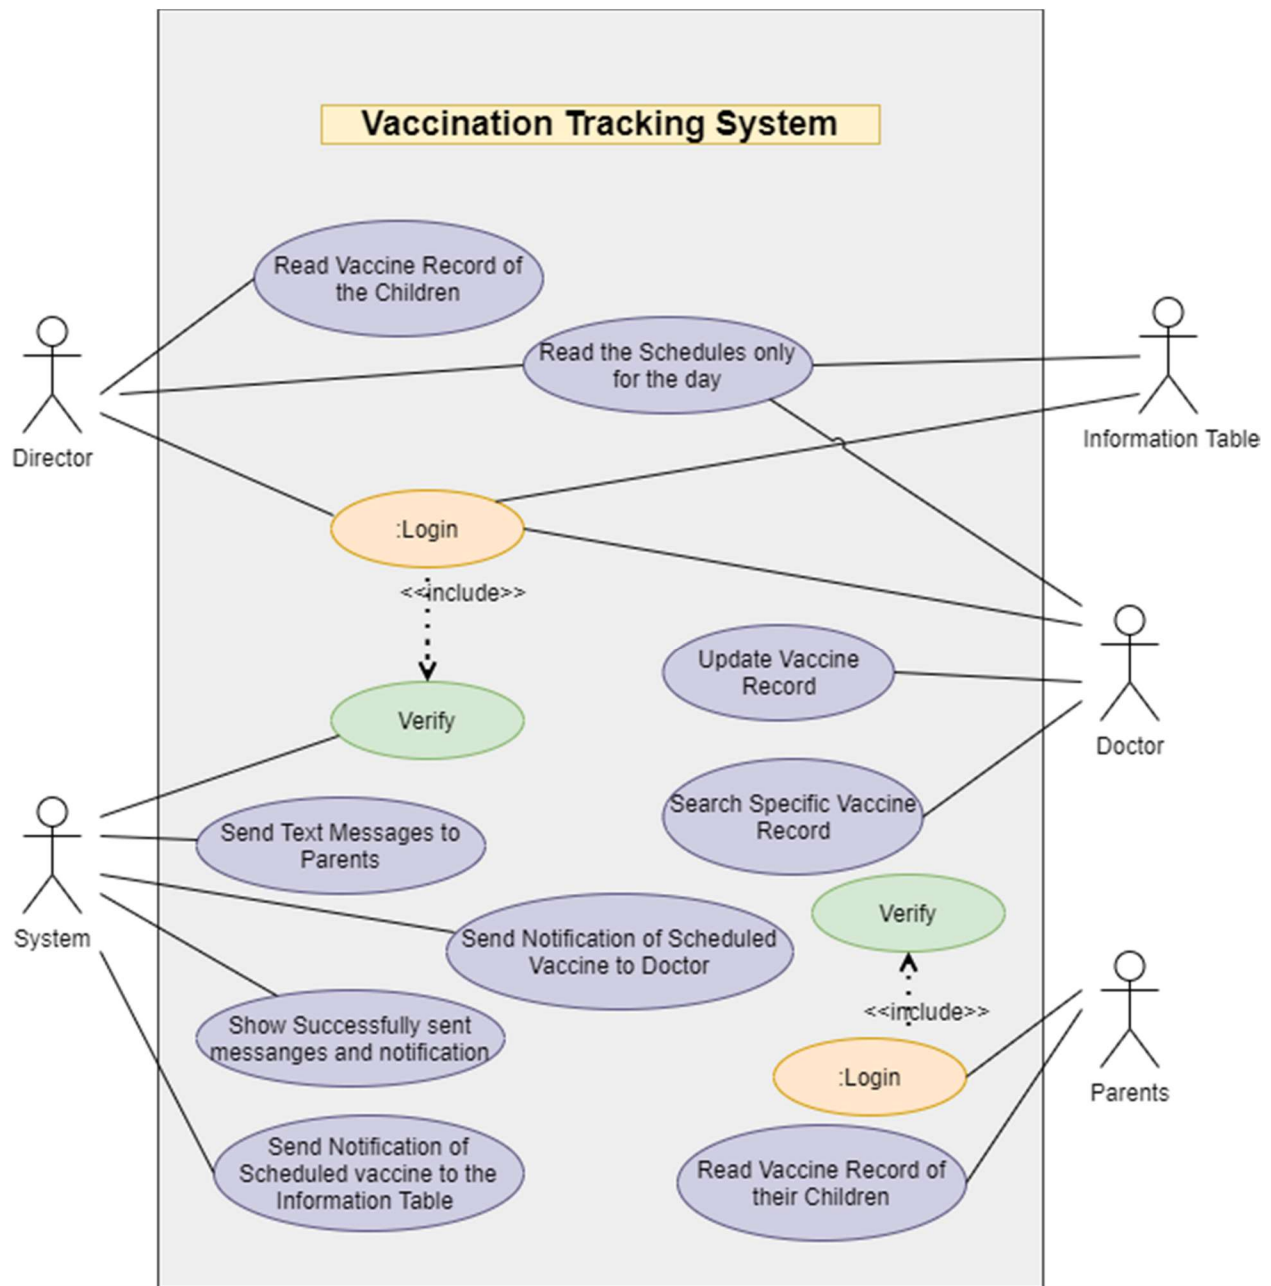 Vaccination Tracking System
Read Vaccine Record of
the Children
Read the Schedules only
for the day
Director
Information Table
:Login
<<include>>
Update Vaccine
Record
Verify
Doctor
Search Specific Vaccine
Record
Send Text Messages to
Parents
System
Verify
Send Notification of Scheduled
Vaccine to Doctor
<<include>>
Show Successfully sent
messanges and notification
:Login
Parents
Send Notification of
Scheduled vaccine to the
Information Table
Read Vaccine Record of
their Children